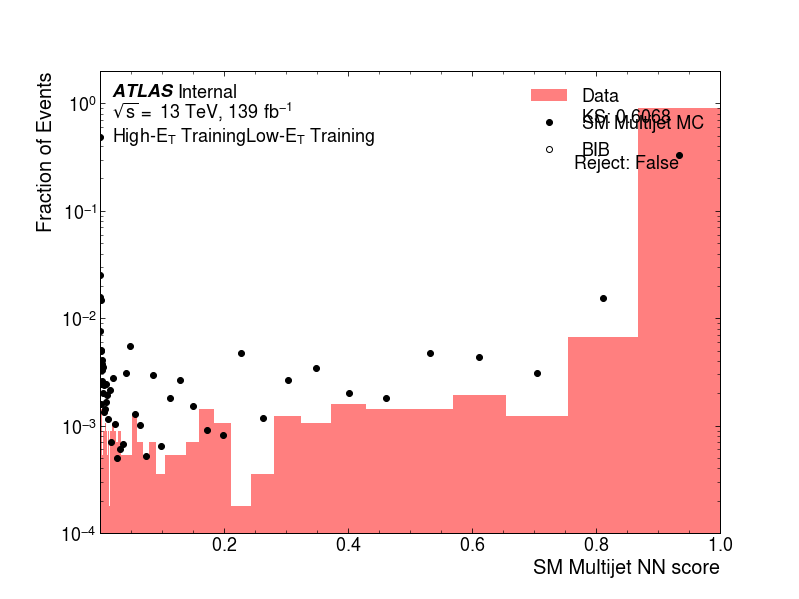 ATLAS Internal
√s = 13 TeV, 139 fb⁻¹
High-E_T TrainingLow-E_T Training
Data
KS: 0.6068
SM Multijet MC
BIB
Reject: False
Fraction of Events
10⁰
10⁻¹
10⁻²
10⁻³
10⁻⁴
0.2 0.4 0.6 0.8 1.0
SM Multijet NN score